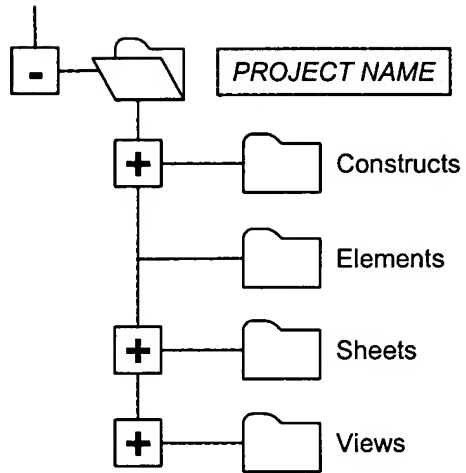 - PROJECT NAME
+ Constructs
Elements
+ Sheets
+ Views